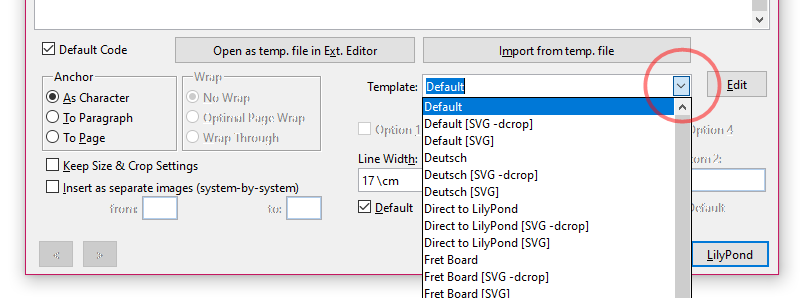 Default Code
Open as temp. file in Ext. Editor
Import from temp. file
Anchor
As Character
To Paragraph
To Page
Wrap
No Wrap
Optimal Page Wrap
Wrap Through
Template:
Default
Edit
Default
Default [SVG -dcrop]
Default [SVG]
Deutsch
Deutsch [SVG -dcrop]
Deutsch [SVG]
Direct to LilyPond
Direct to LilyPond [SVG -dcrop]
Direct to LilyPond [SVG]
Fret Board
Fret Board [SVG -dcrop]
Fret Board [SVG]
Option 1
Option 4
Keep Size & Crop Settings
Insert as separate images (system-by-system)
from:
to:
Line Width:
17 \cm
Default
Default
<
>
LilyPond